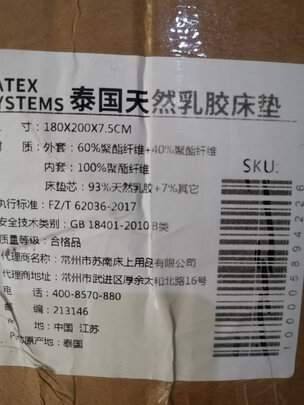 ATEX
YSTEMS 泰国天然乳胶床垫
寸:180X200X7.5CM
质:外套:60%聚酯纤维+40%聚酯纤维
内套:100%聚酯纤维
床垫芯:93%天然乳胶+7%其它
执行标准:FZ/T 62036-2017
安全技术类别:GB 18401-2010 B类
质量等级:合格品
代理商名称:常州市苏南床上用品有限公司
代理商地址:常州市武进区厚余太和北路16号
电 话:400-8570-880
邮 编:213146
产 地:中国 江苏
原产地:泰国
SKU: